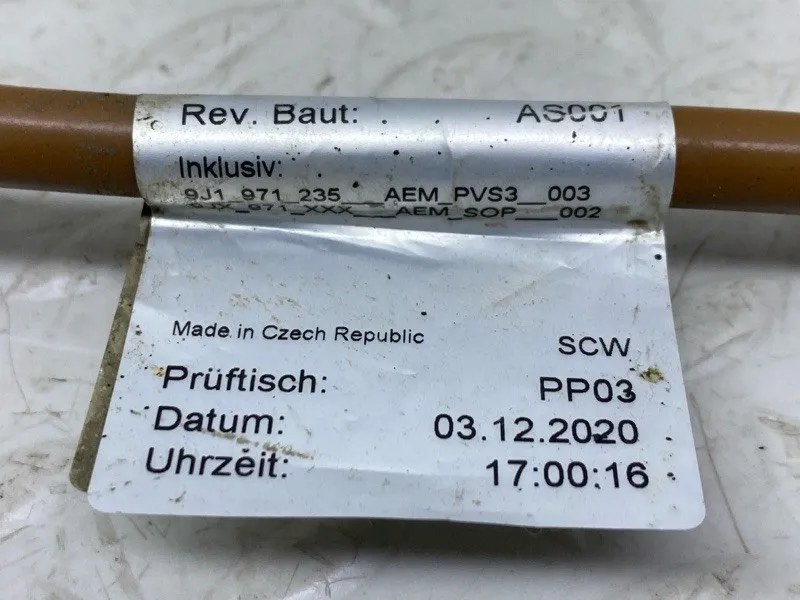 Rev. Baut: AS001
Inklusiv:
9J1_971_235___AEM_PVS3__003
9JX_971_XXX___AEM_SOP___002
Made in Czech Republic SCW
Prüftisch: PP03
Datum: 03.12.2020
Uhrzeit: 17:00:16